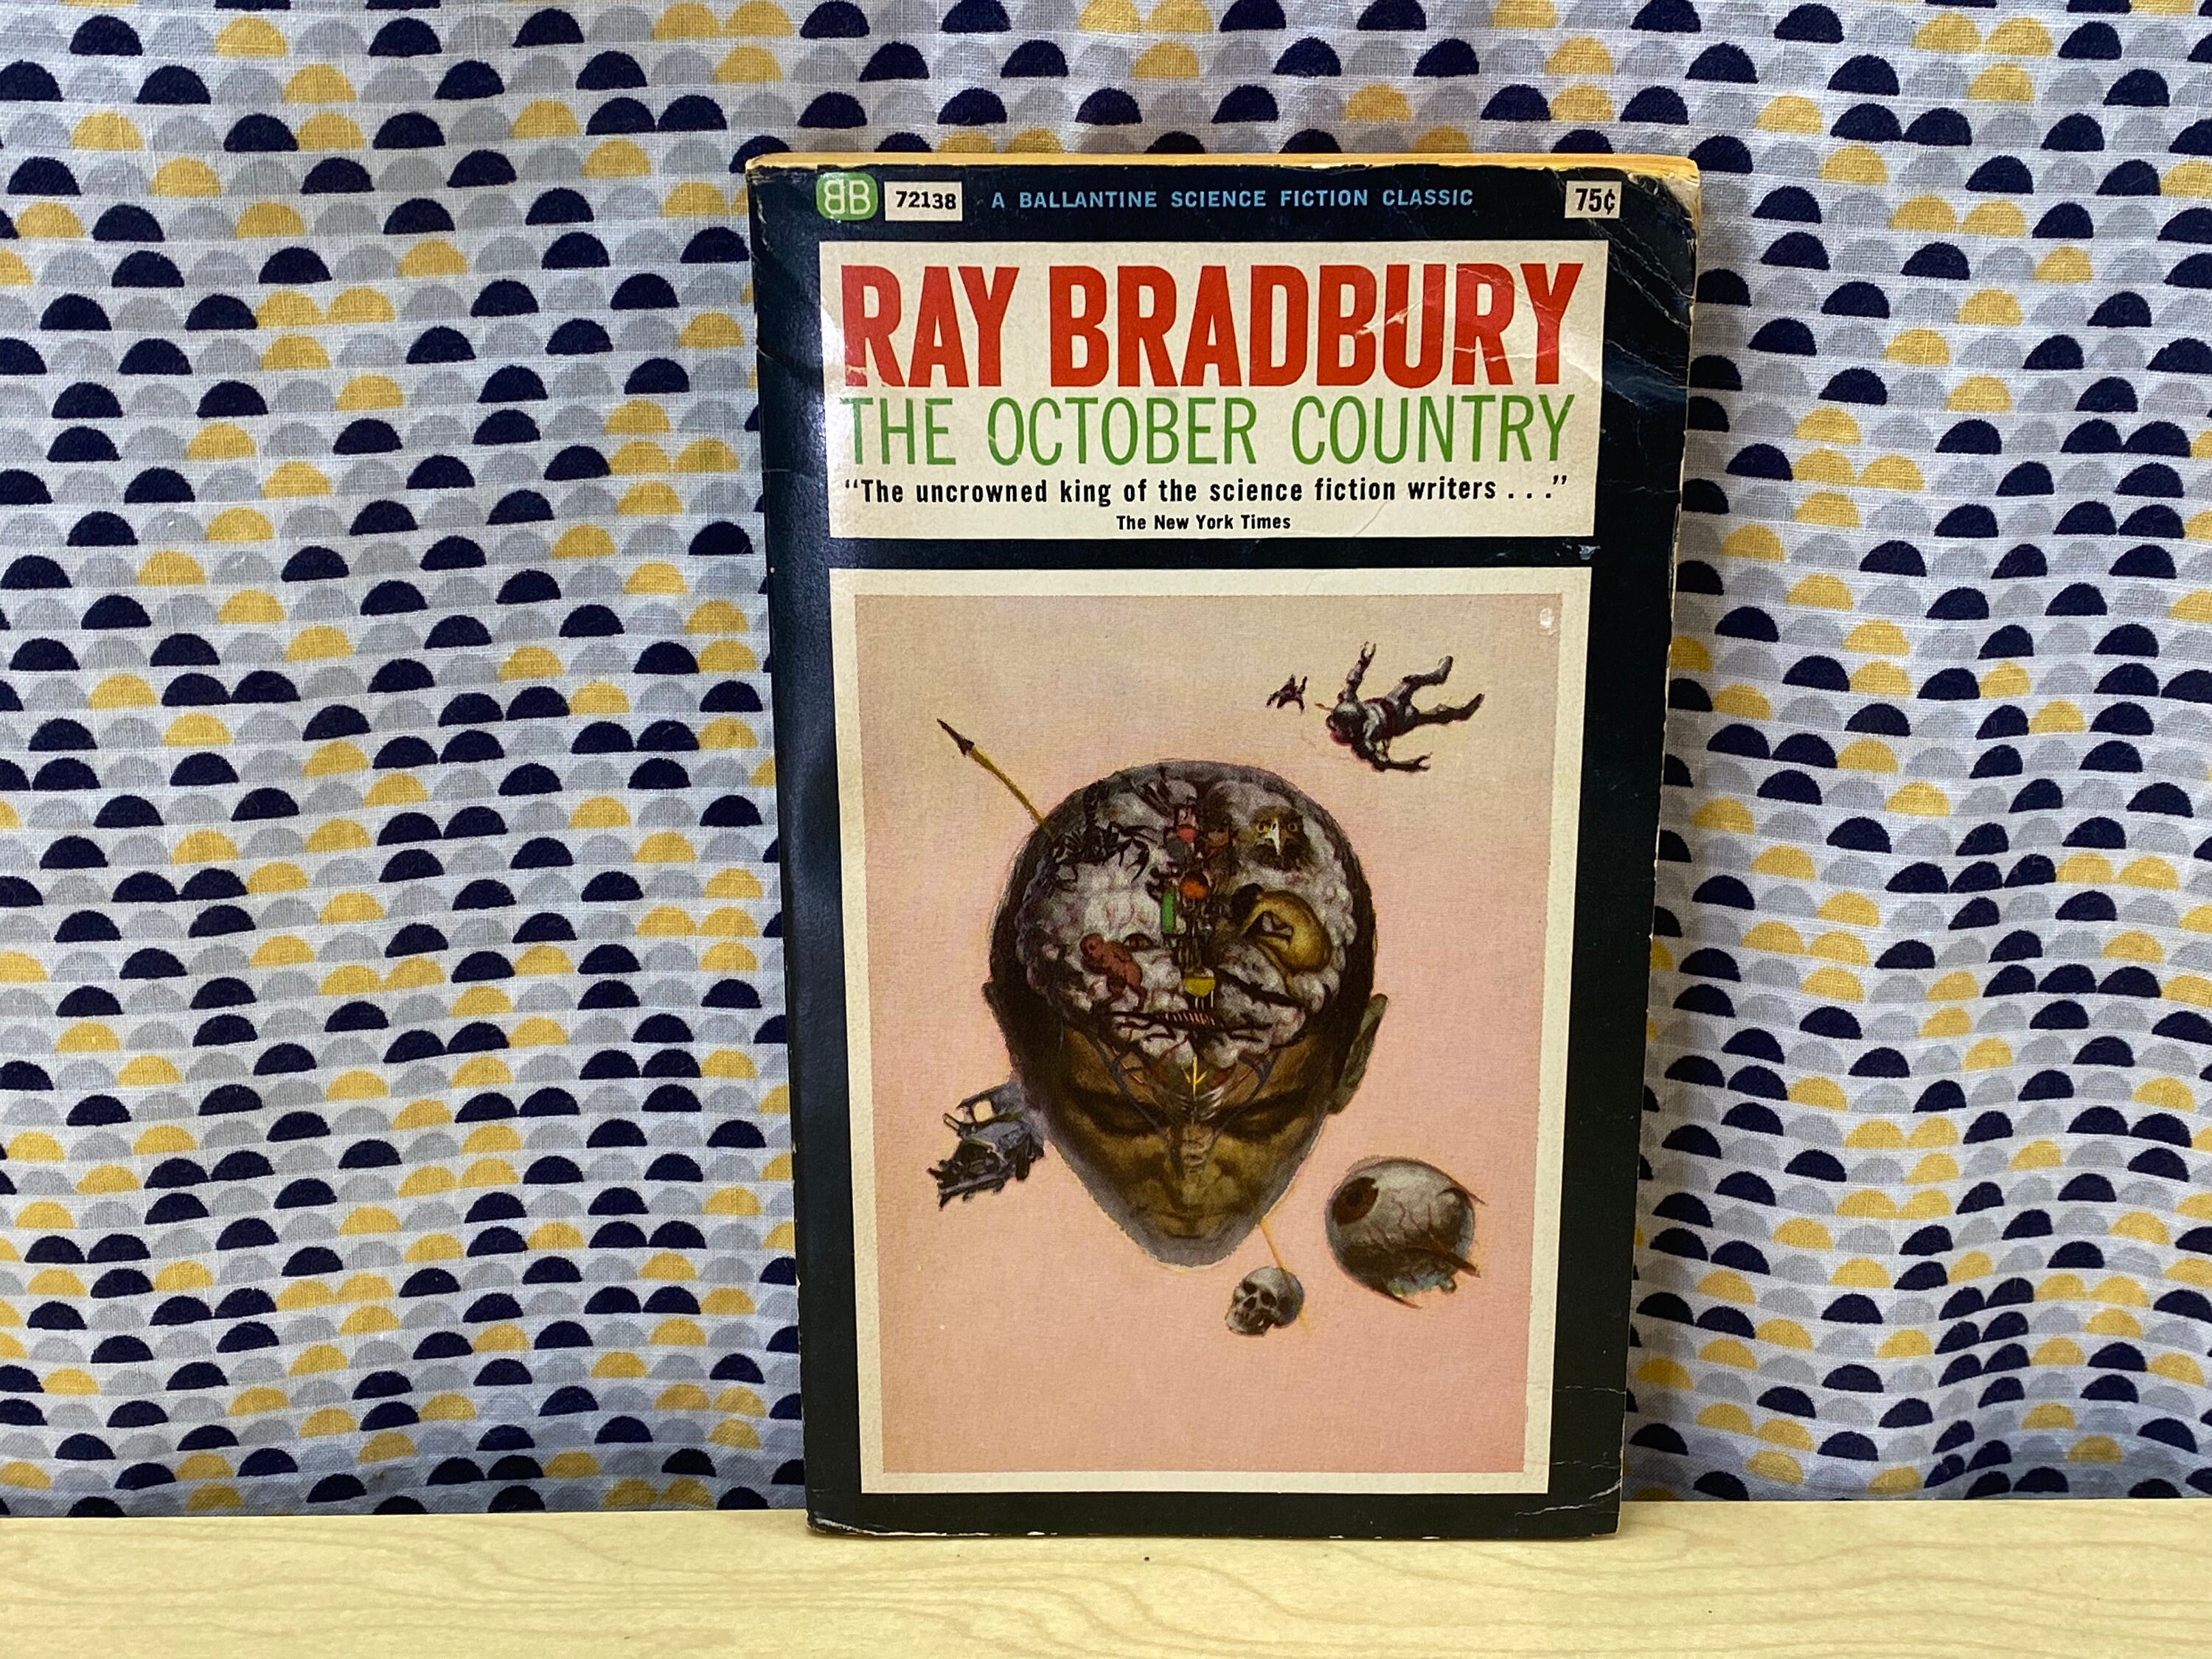 BB 72138 A BALLANTINE SCIENCE FICTION CLASSIC 75¢
RAY BRADBURY
THE OCTOBER COUNTRY
“The uncrowned king of the science fiction writers . . .”
The New York Times